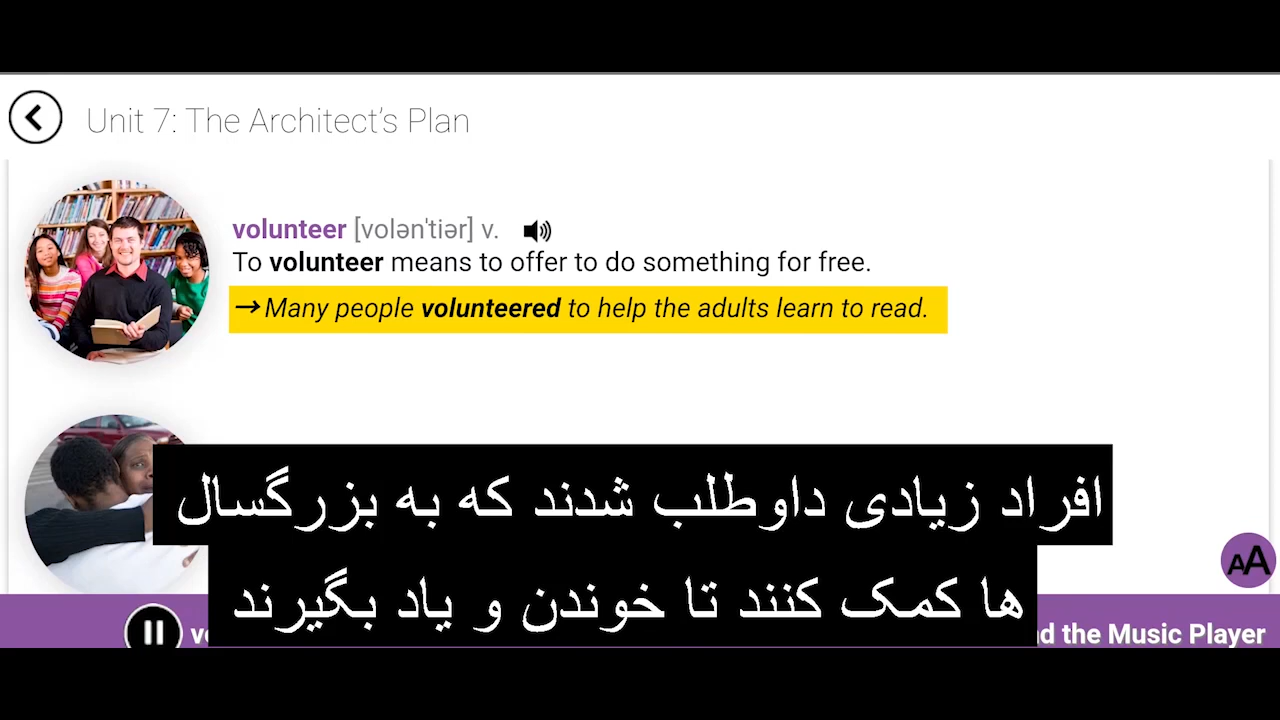 Unit 7: The Architect’s Plan
volunteer [volən'tiər] v.
To volunteer means to offer to do something for free.
→Many people volunteered to help the adults learn to read.
افراد زیادی داوطلب شدند که به بزرگسال
ها کمک کنند تا خوندن و یاد بگیرند
AA
the Music Player